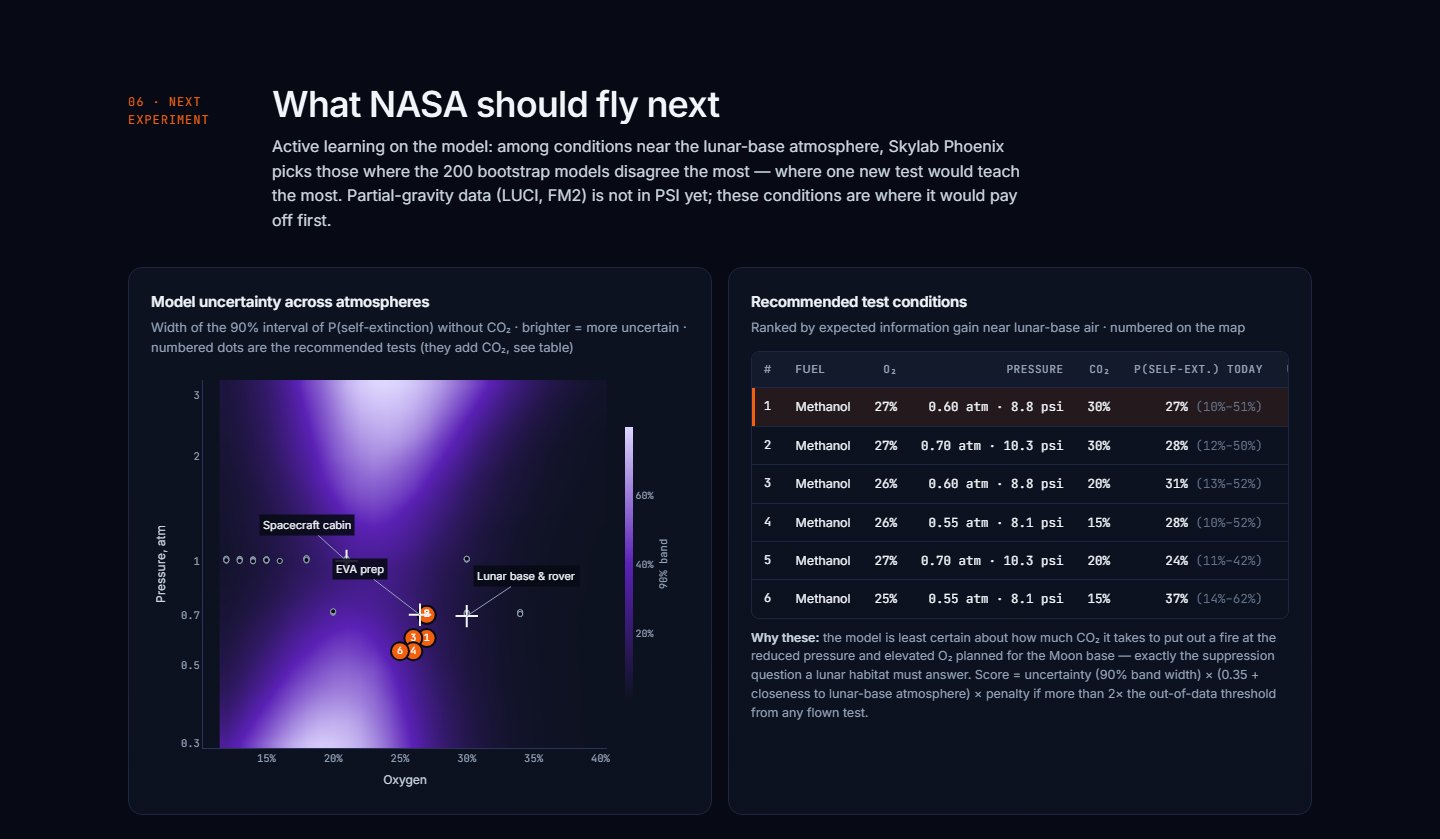 06 · NEXT
EXPERIMENT
What NASA should fly next
Active learning on the model: among conditions near the lunar-base atmosphere, Skylab Phoenix
picks those where the 200 bootstrap models disagree the most — where one new test would teach
the most. Partial-gravity data (LUCI, FM2) is not in PSI yet; these conditions are where it would pay
off first.
Model uncertainty across atmospheres
Width of the 90% interval of P(self-extinction) without CO₂ · brighter = more uncertain ·
numbered dots are the recommended tests (they add CO₂, see table)
3
2
1
0.7
0.5
0.3
Pressure, atm
Spacecraft cabin
EVA prep
Lunar base & rover
3
1
6
4
15%
20%
25%
30%
35%
40%
Oxygen
60%
40%
20%
90% band
Recommended test conditions
Ranked by expected information gain near lunar-base air · numbered on the map
# FUEL O₂ PRESSURE CO₂ P(SELF-EXT.) TODAY
1 Methanol 27% 0.60 atm · 8.8 psi 30% 27% (10%–51%)
2 Methanol 27% 0.70 atm · 10.3 psi 30% 28% (12%–50%)
3 Methanol 26% 0.60 atm · 8.8 psi 20% 31% (13%–52%)
4 Methanol 26% 0.55 atm · 8.1 psi 15% 28% (10%–52%)
5 Methanol 27% 0.70 atm · 10.3 psi 20% 24% (11%–42%)
6 Methanol 25% 0.55 atm · 8.1 psi 15% 37% (14%–62%)
Why these: the model is least certain about how much CO₂ it takes to put out a fire at the
reduced pressure and elevated O₂ planned for the Moon base — exactly the suppression
question a lunar habitat must answer. Score = uncertainty (90% band width) × (0.35 +
closeness to lunar-base atmosphere) × penalty if more than 2× the out-of-data threshold
from any flown test.